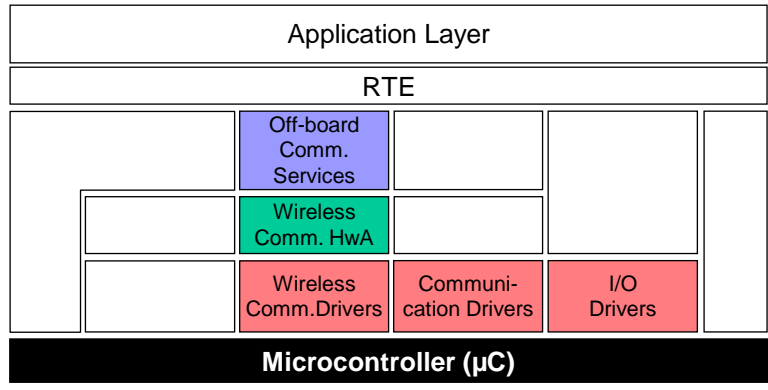 Application Layer
RTE
Off-board
Comm.
Services
Wireless
Comm. HwA
Wireless
Comm.Drivers
Communi-
cation Drivers
I/O
Drivers
Microcontroller (µC)